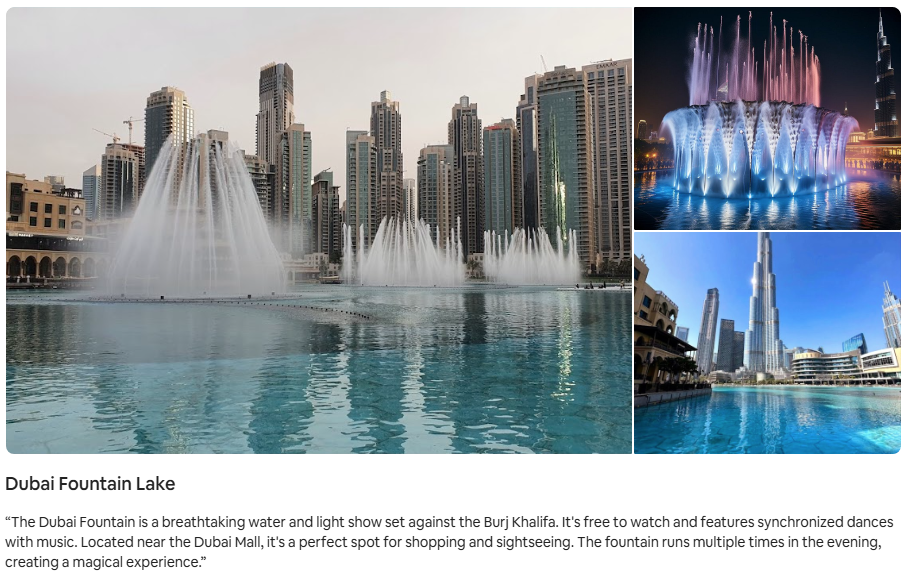 EMAAR
Dubai Fountain Lake
“The Dubai Fountain is a breathtaking water and light show set against the Burj Khalifa. It's free to watch and features synchronized dances
with music. Located near the Dubai Mall, it's a perfect spot for shopping and sightseeing. The fountain runs multiple times in the evening,
creating a magical experience.”